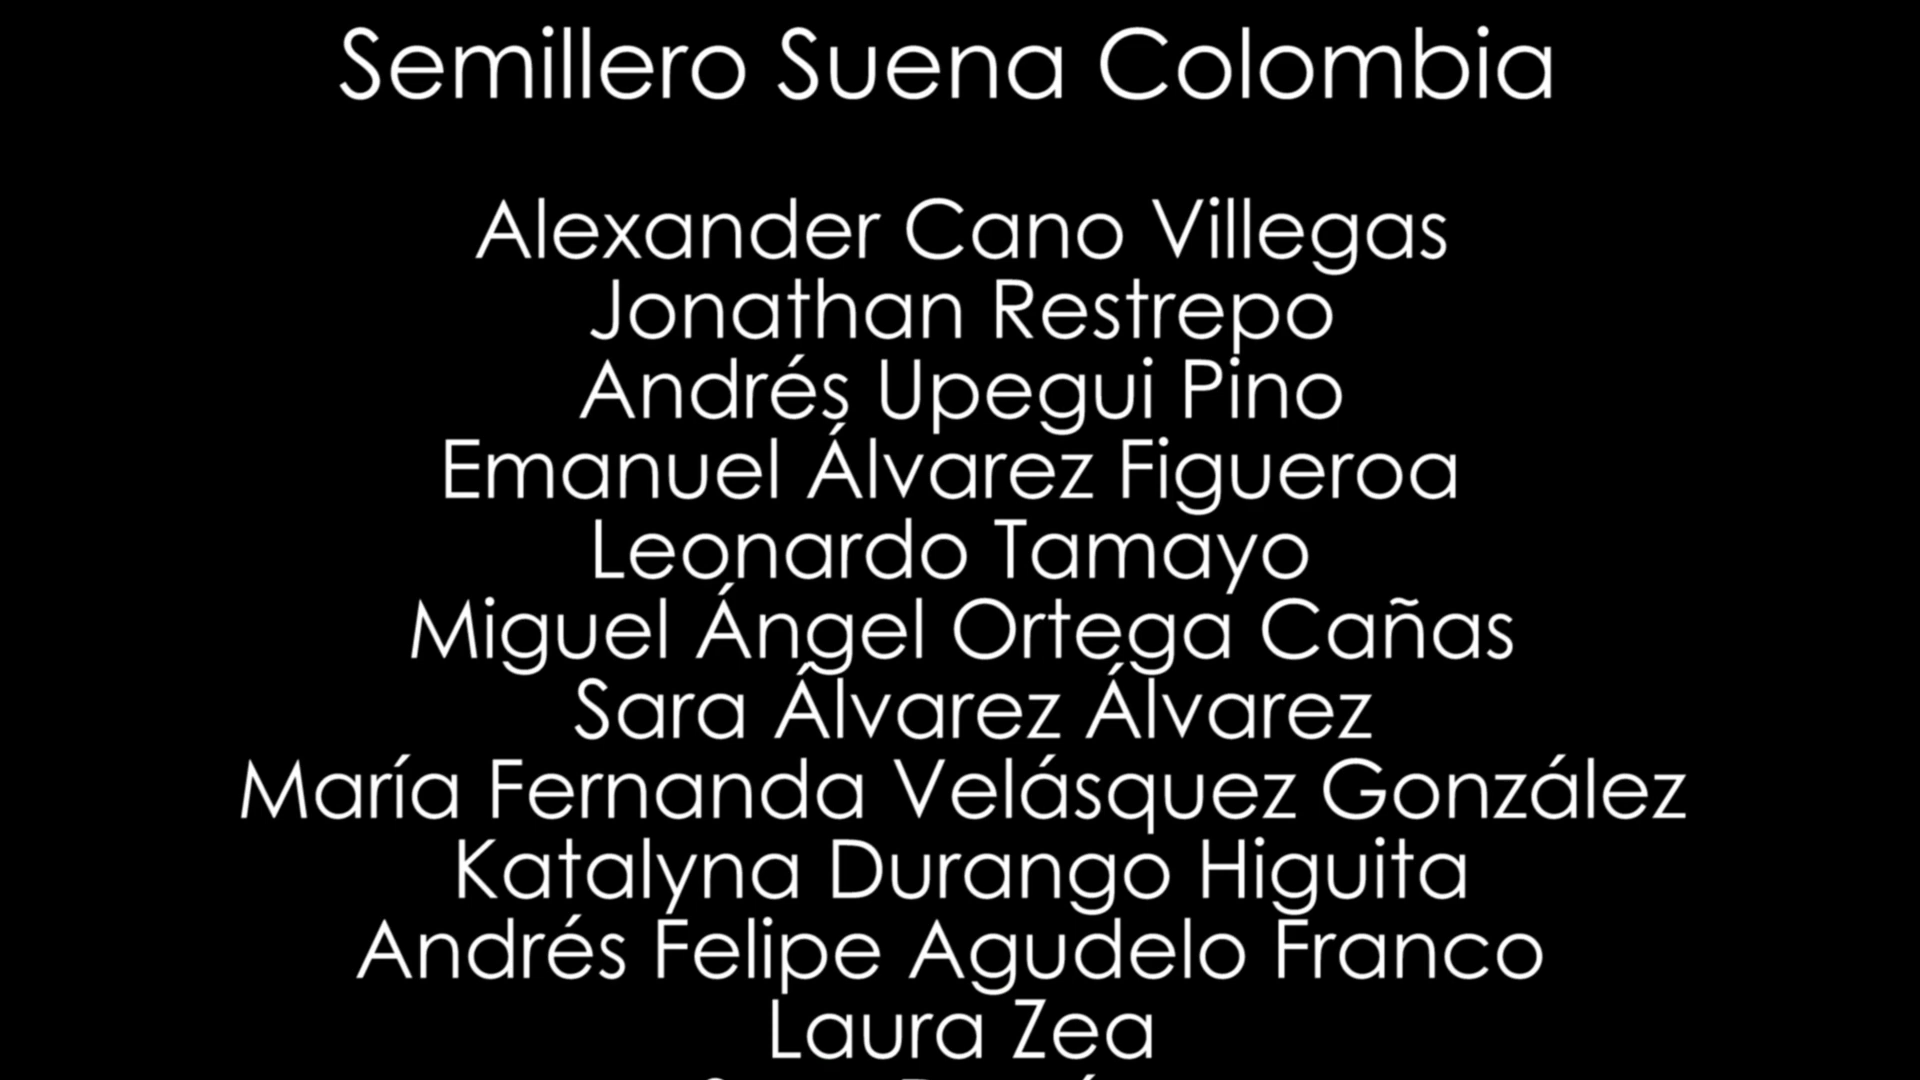 Semillero Suena Colombia
Alexander Cano Villegas
Jonathan Restrepo
Andrés Upegui Pino
Emanuel Álvarez Figueroa
Leonardo Tamayo
Miguel Ángel Ortega Cañas
Sara Álvarez Álvarez
María Fernanda Velásquez González
Katalyna Durango Higuita
Andrés Felipe Agudelo Franco
Laura Zea